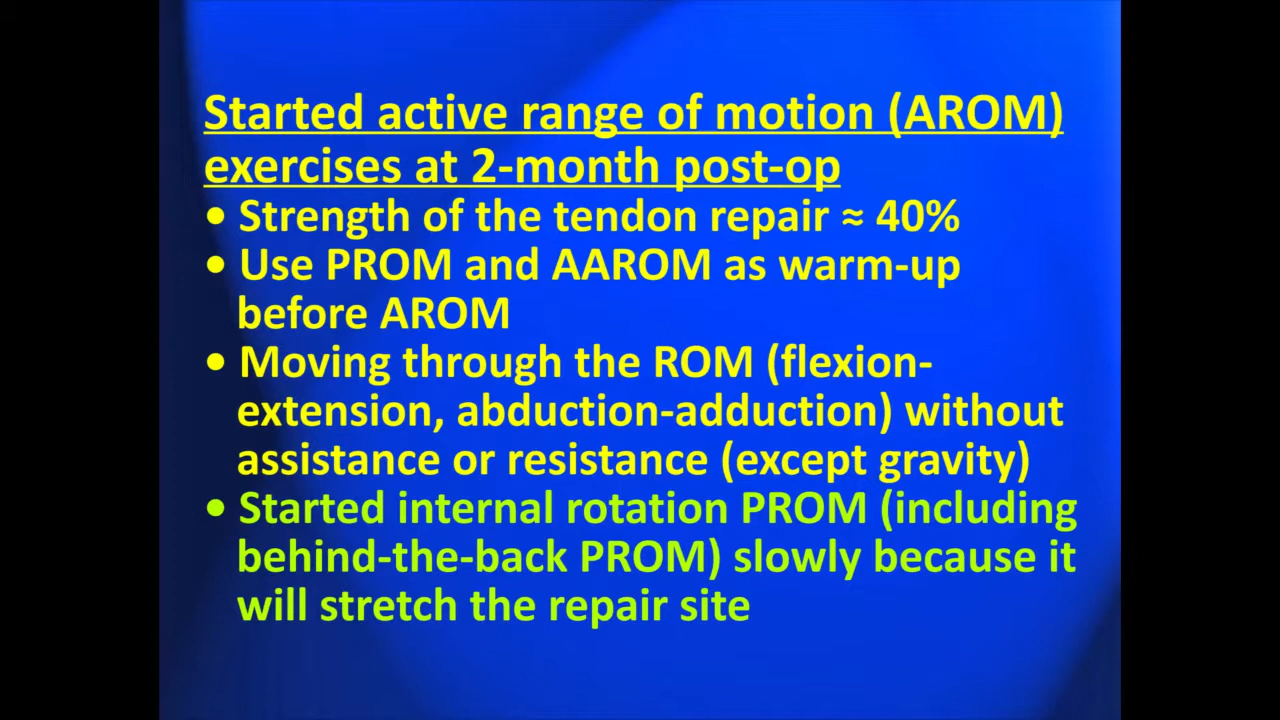 Started active range of motion (AROM)
exercises at 2-month post-op
• Strength of the tendon repair ≈ 40%
• Use PROM and AAROM as warm-up
before AROM
• Moving through the ROM (flexion-
extension, abduction-adduction) without
assistance or resistance (except gravity)
• Started internal rotation PROM (including
behind-the-back PROM) slowly because it
will stretch the repair site